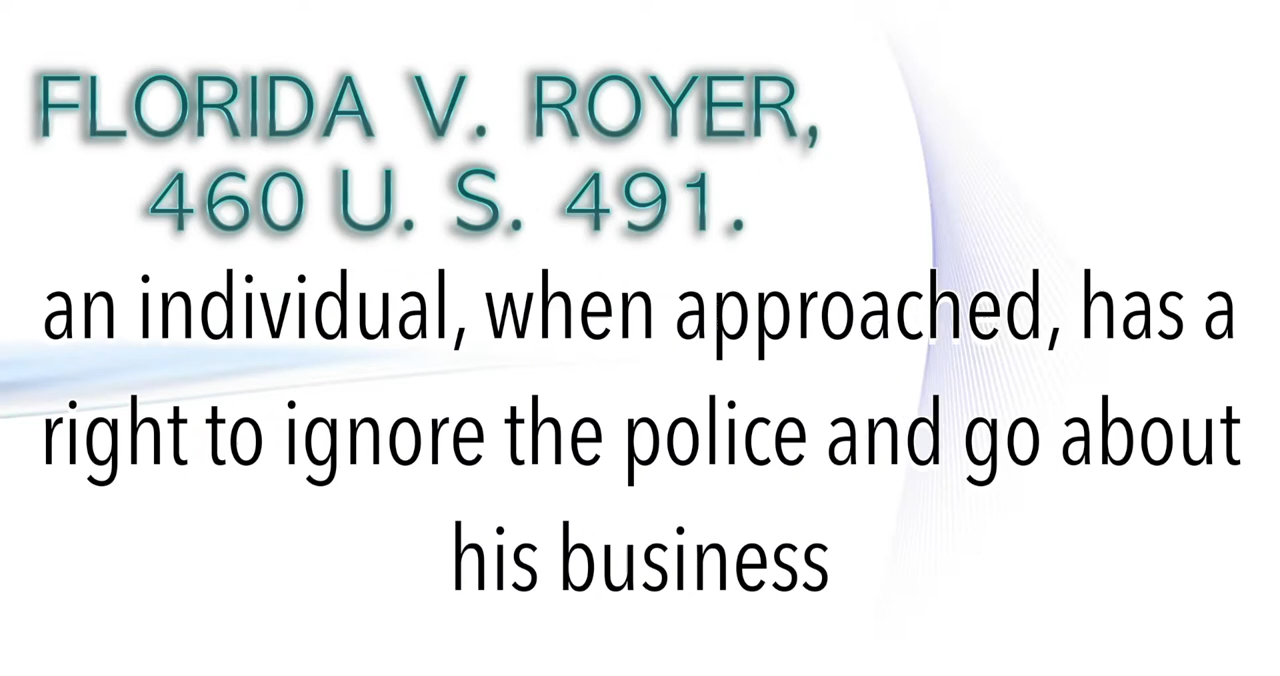 FLORIDA V. ROYER,
460 U. S. 491.
an individual, when approached, has a
right to ignore the police and go about
his business